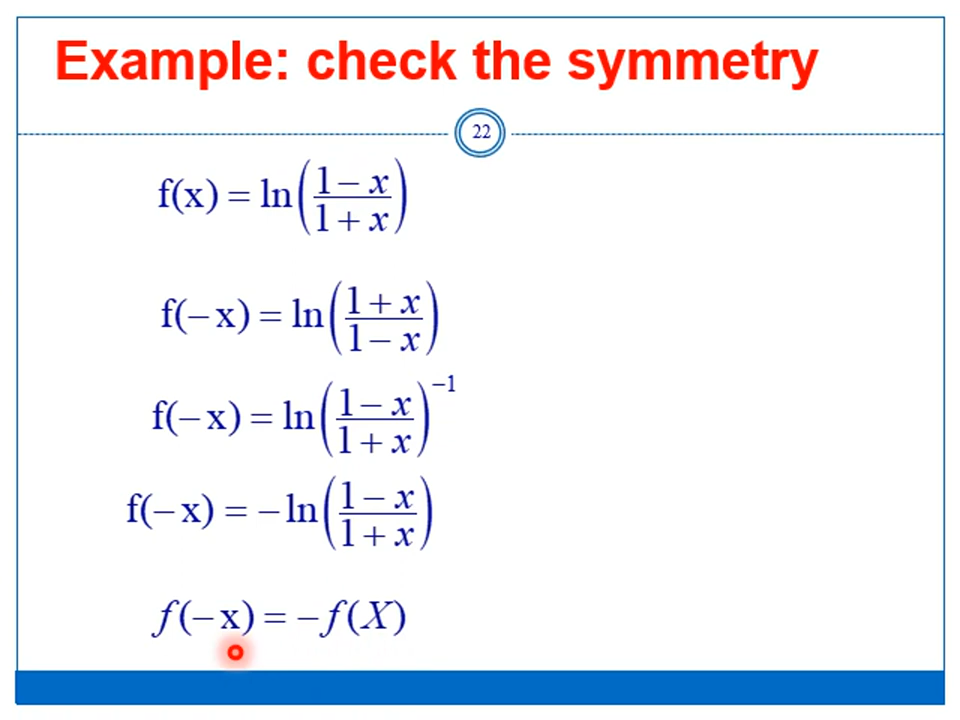 Example: check the symmetry
22
f(x) = ln((1 − x)/(1 + x))
f(− x) = ln((1 + x)/(1 − x))
f(− x) = ln((1 − x)/(1 + x))^−1
f(− x) = − ln((1 − x)/(1 + x))
f(− x) = − f(X)